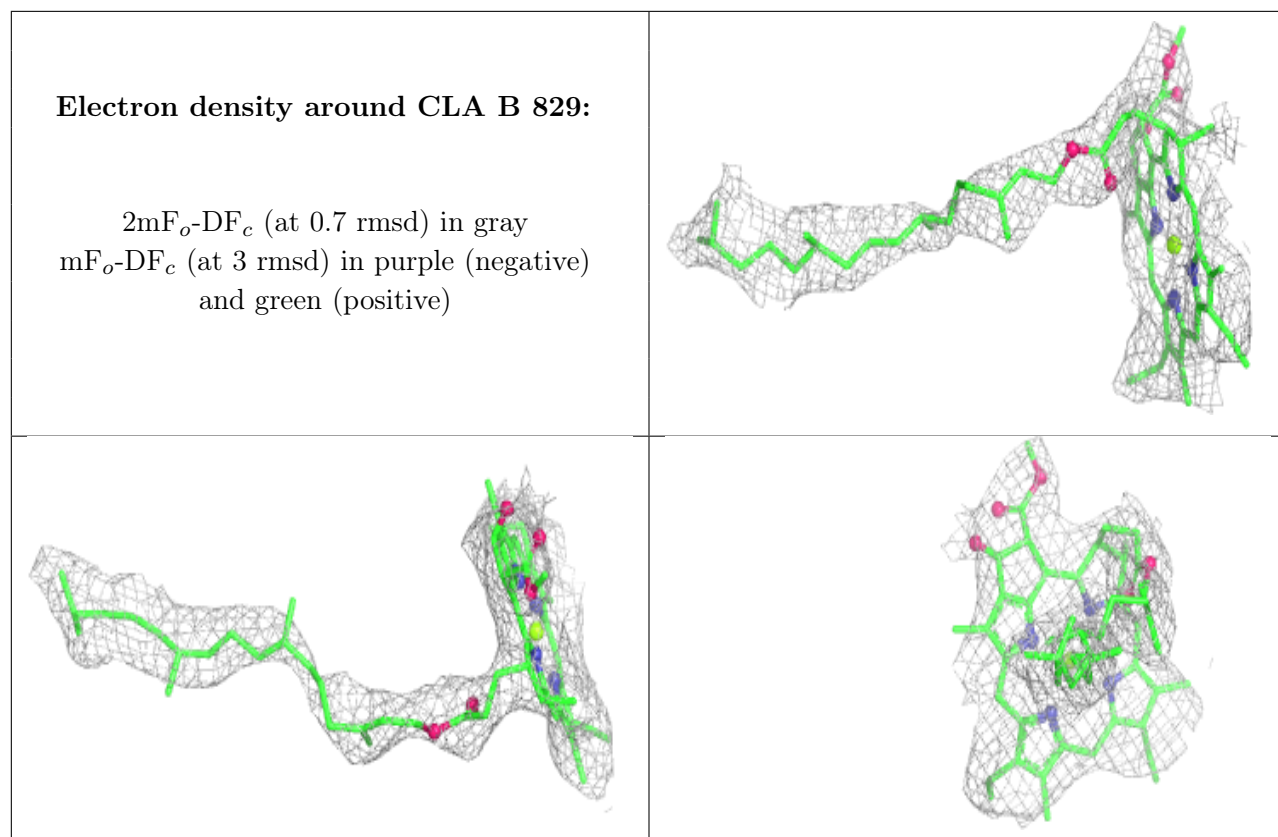 Electron density around CLA B 829:
2mFo-DFc (at 0.7 rmsd) in gray
mFo-DFc (at 3 rmsd) in purple (negative)
and green (positive)